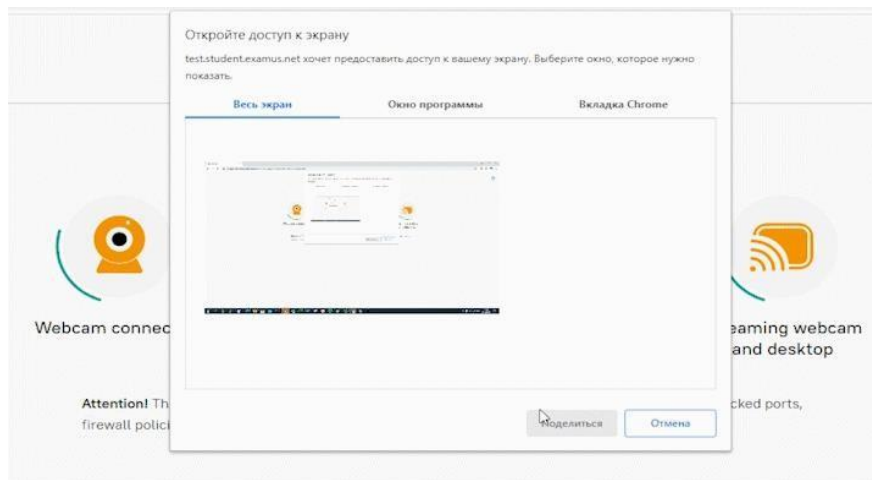 Откройте доступ к экрану
test.student.examus.net хочет предоставить доступ к вашему экрану. Выберите окно, которое нужно
показать.
Весь экран Окно программы Вкладка Chrome
Webcam connec
eaming webcam
and desktop
Attention! Th
cked ports,
firewall polici
Поделиться Отмена